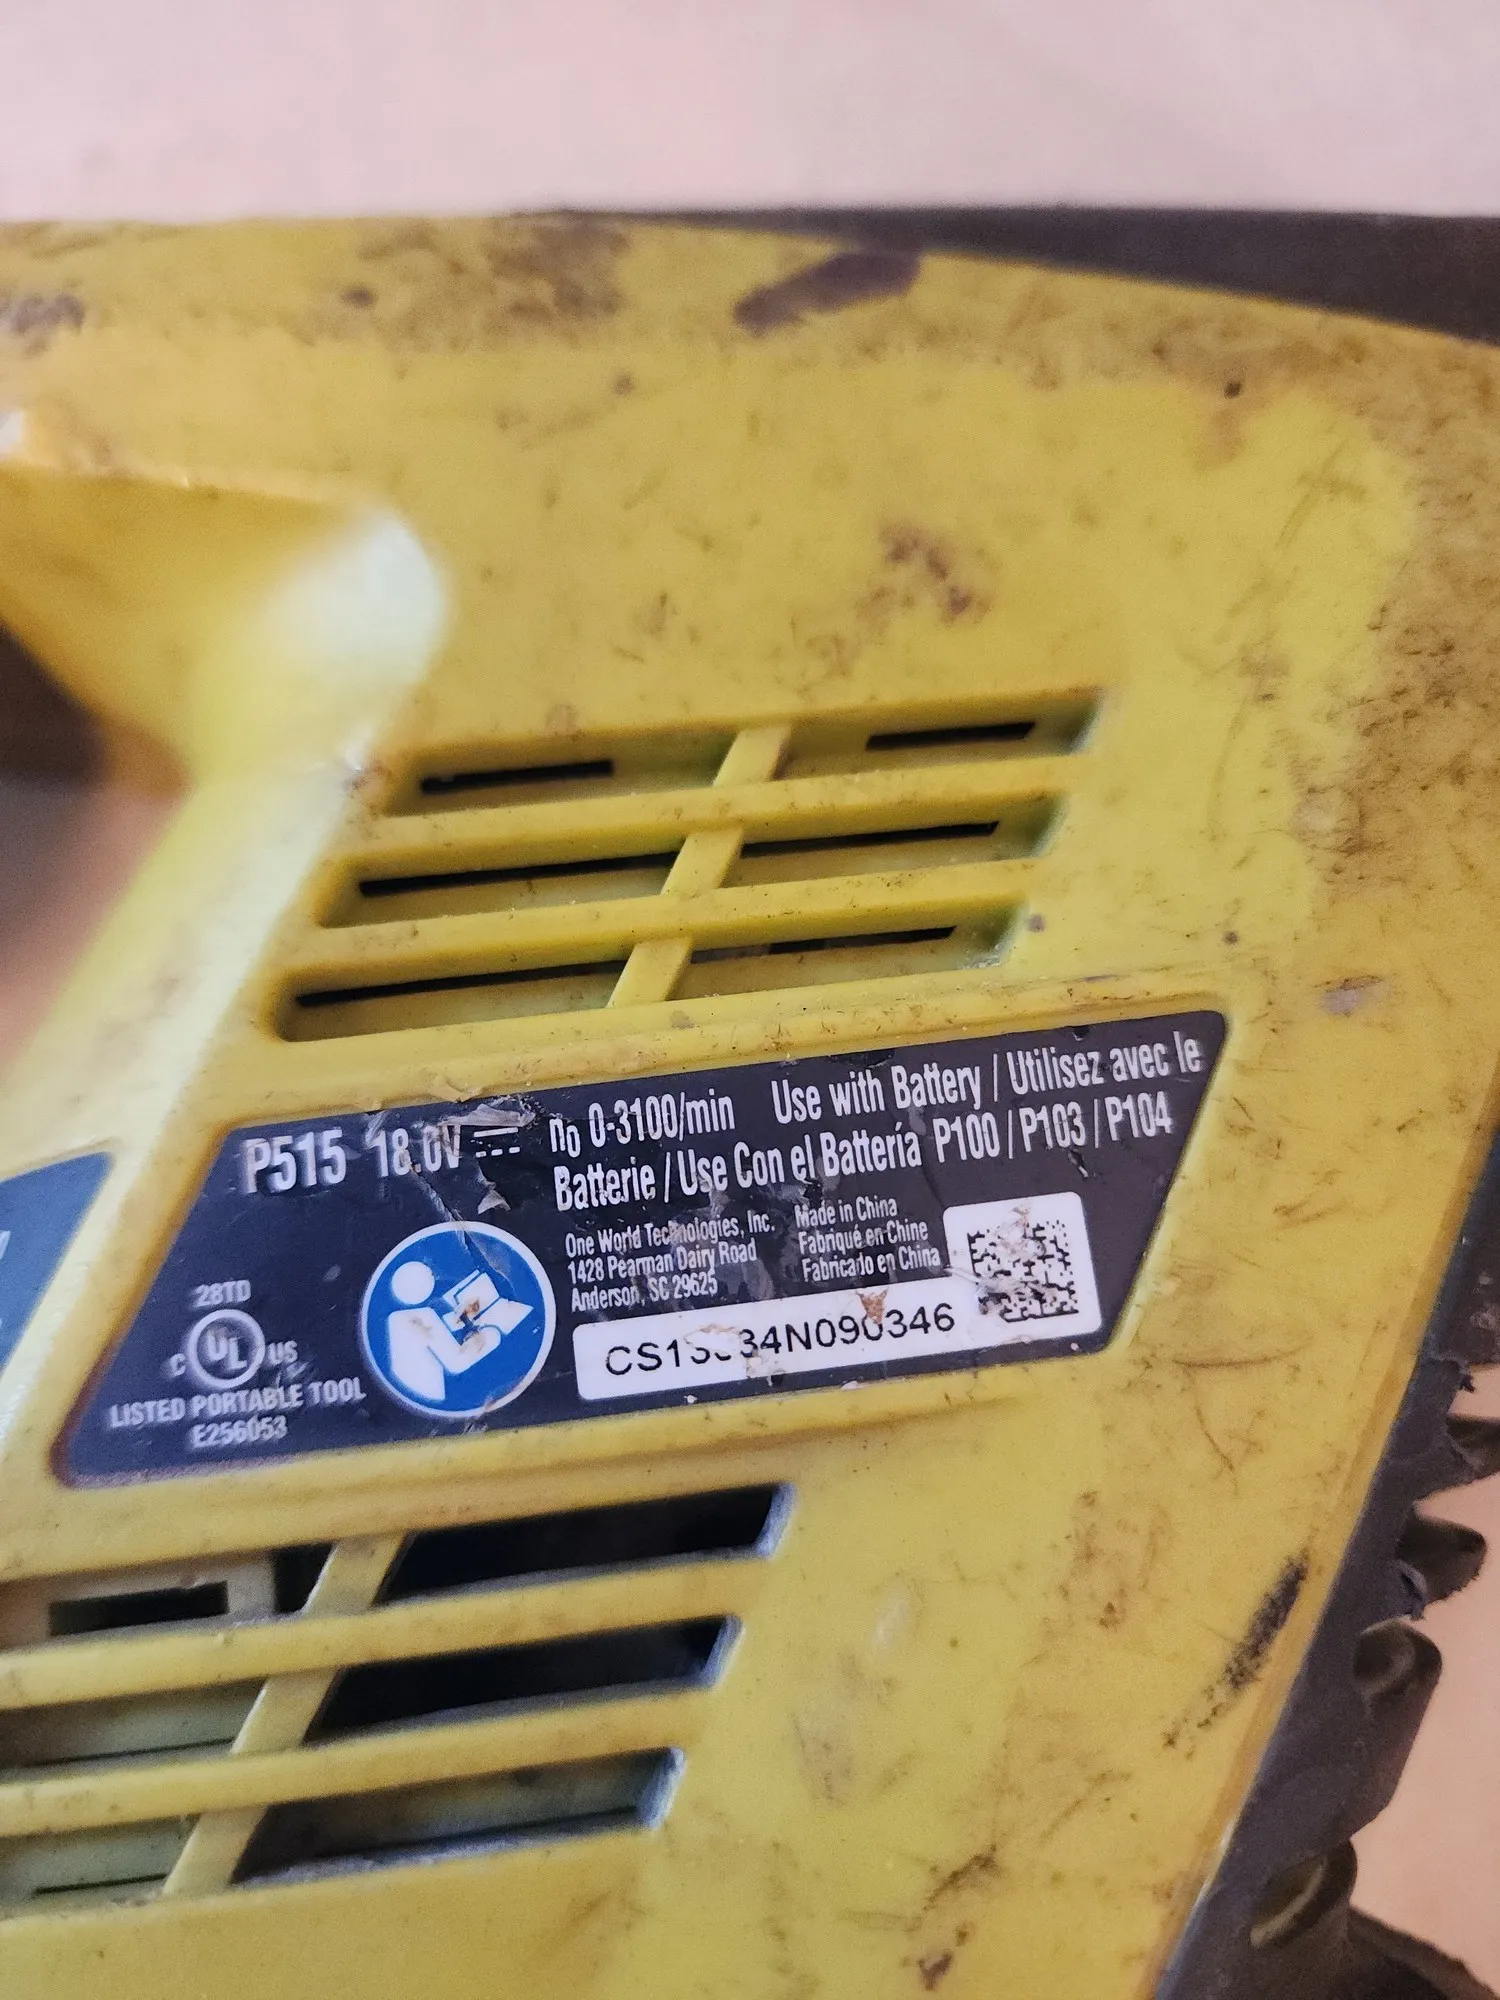 P515 18.0V n0 0-3100/min Use with Battery / Utilisez avec le
Batterie / Use Con el Battería P100 / P103 / P104
One World Technologies, Inc.
1428 Pearman Dairy Road
Anderson, SC 29625
Made in China
Fabriqué en Chine
Fabricado en China
28TD
C UL US
LISTED PORTABLE TOOL
E256053